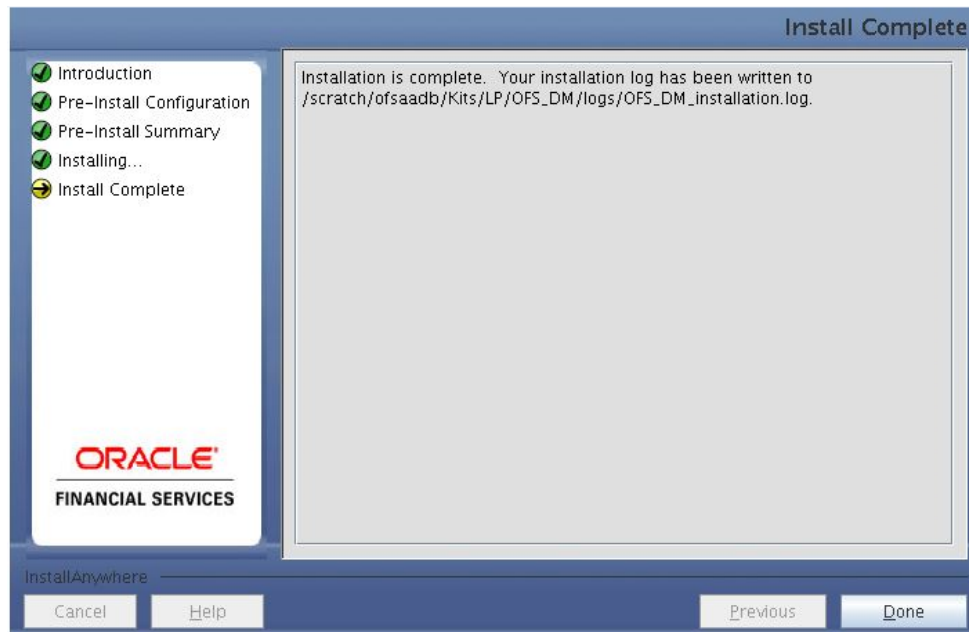 Install Complete
Introduction
Pre-Install Configuration
Pre-Install Summary
Installing...
Install Complete
Installation is complete. Your installation log has been written to
/scratch/ofsaadb/Kits/LP/OFS_DM/logs/OFS_DM_installation.log.
ORACLE
FINANCIAL SERVICES
InstallAnywhere
Cancel
Help
Previous
Done